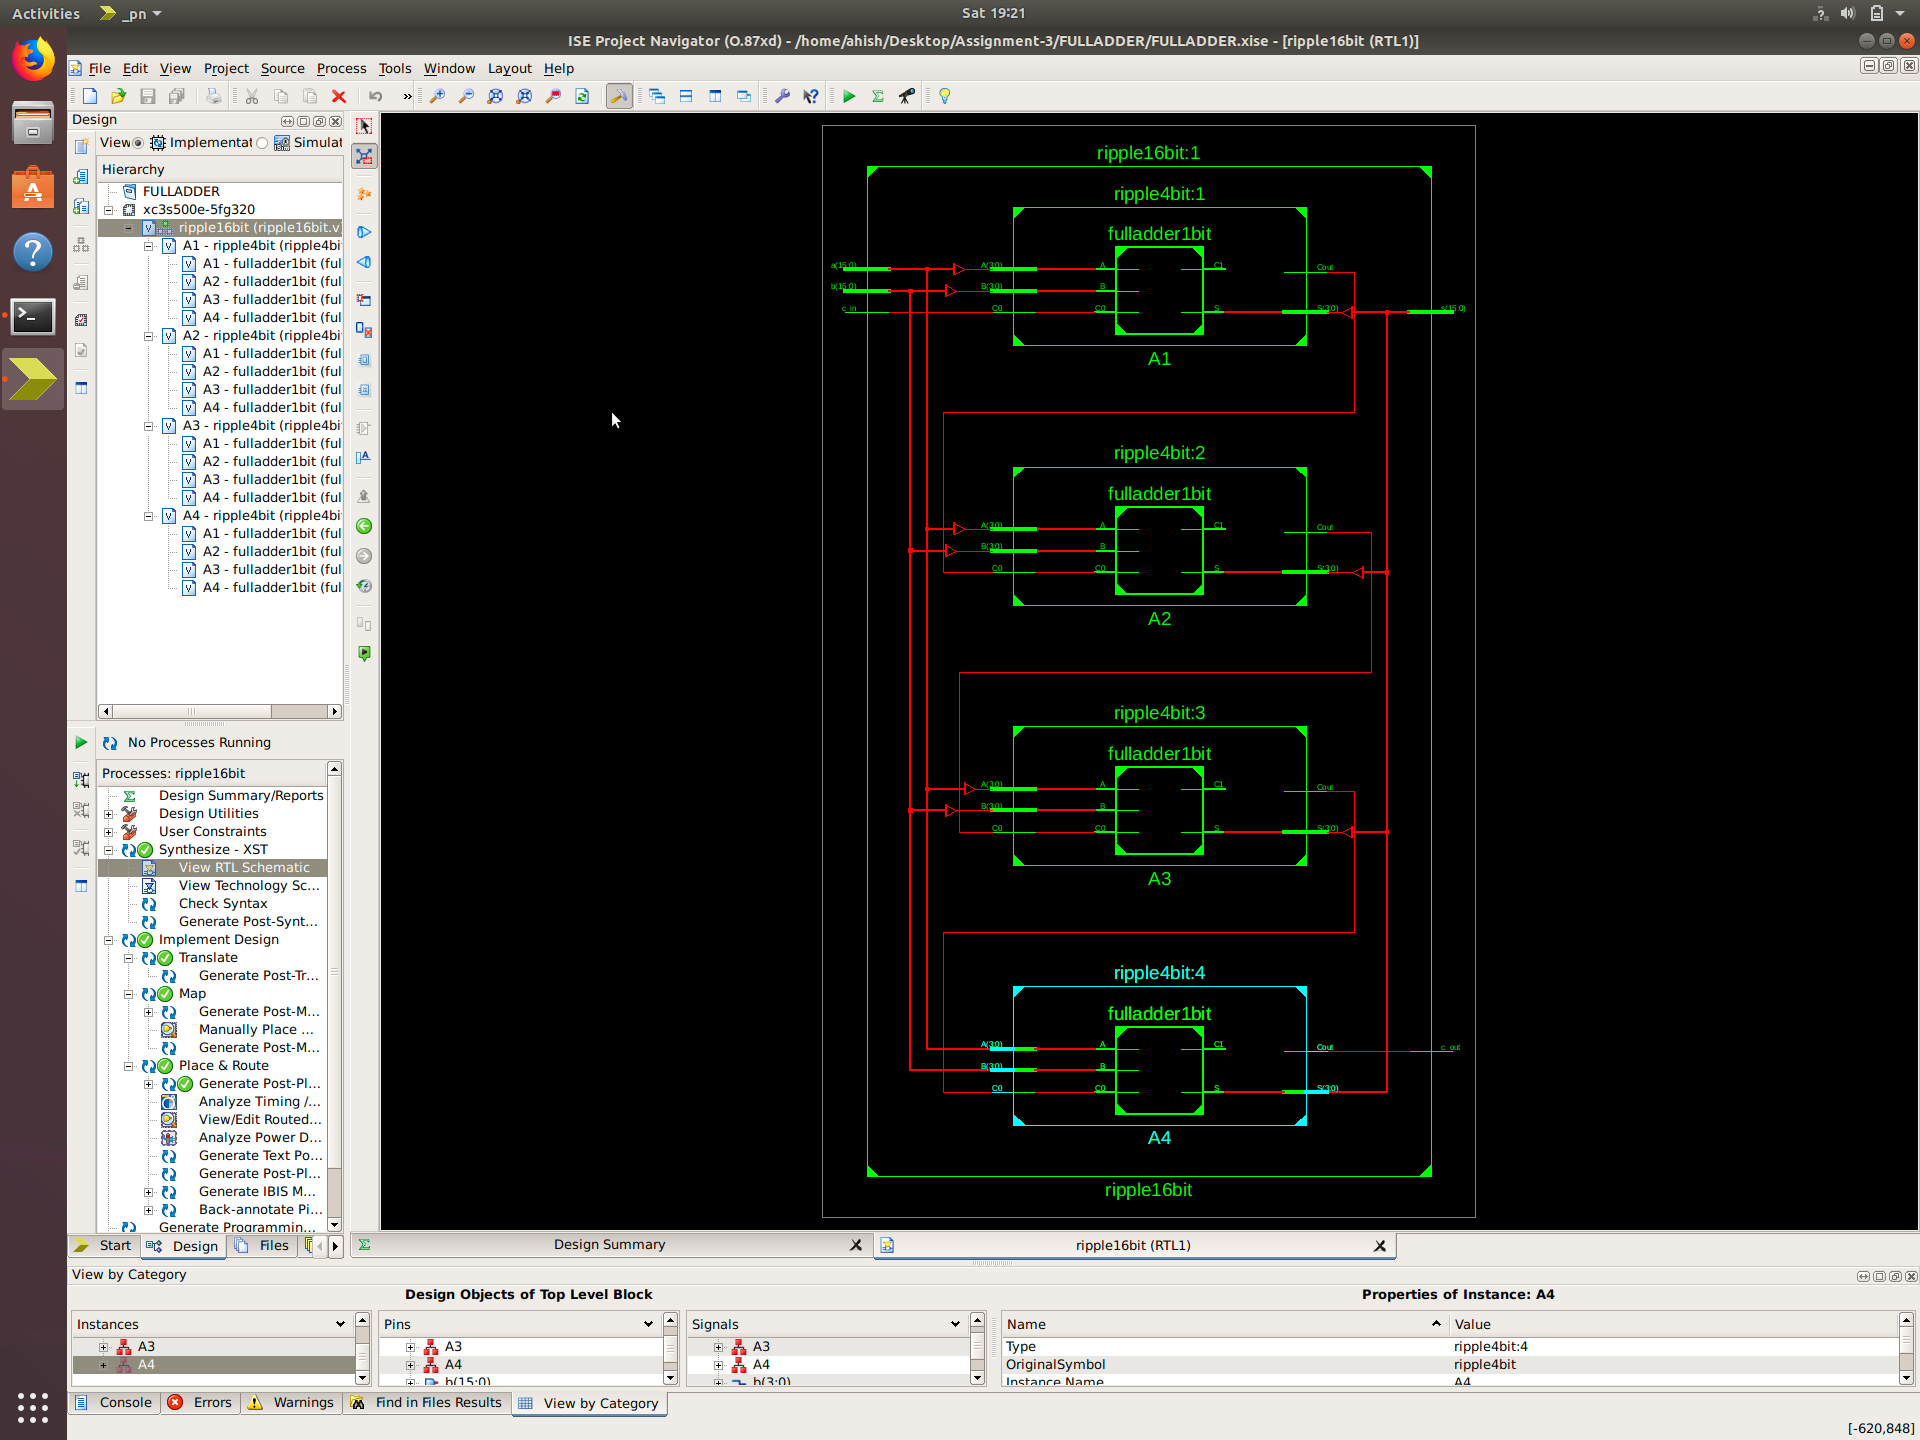 Activities
_pn
Sat 19:21
ISE Project Navigator (O.87xd) - /home/ahish/Desktop/Assignment-3/FULLADDER/FULLADDER.xise - [ripple16bit (RTL1)]
File Edit View Project Source Process Tools Window Layout Help
Design
View Implementat Simulat
Hierarchy
FULLADDER
xc3s500e-5fg320
ripple16bit (ripple16bit.v
A1 - ripple4bit (ripple4bi
A1 - fulladder1bit (ful
A2 - fulladder1bit (ful
A3 - fulladder1bit (ful
A4 - fulladder1bit (ful
A2 - ripple4bit (ripple4bi
A1 - fulladder1bit (ful
A2 - fulladder1bit (ful
A3 - fulladder1bit (ful
A4 - fulladder1bit (ful
A3 - ripple4bit (ripple4bi
A1 - fulladder1bit (ful
A2 - fulladder1bit (ful
A3 - fulladder1bit (ful
A4 - fulladder1bit (ful
A4 - ripple4bit (ripple4bi
A1 - fulladder1bit (ful
A2 - fulladder1bit (ful
A3 - fulladder1bit (ful
A4 - fulladder1bit (ful
No Processes Running
Processes: ripple16bit
Design Summary/Reports
Design Utilities
User Constraints
Synthesize - XST
View RTL Schematic
View Technology Sc...
Check Syntax
Generate Post-Synt...
Implement Design
Translate
Generate Post-Tr...
Map
Generate Post-M...
Manually Place ...
Generate Post-M...
Place & Route
Generate Post-Pl...
Analyze Timing /...
View/Edit Routed...
Analyze Power D...
Generate Text Po...
Generate Post-Pl...
Generate IBIS M...
Back-annotate Pi...
Generate Programmin...
Start Design Files
ripple16bit:1
ripple4bit:1
fulladder1bit
a(15:0) A(3:0) A C1 Cout
b(15:0) B(3:0) B
c_in C0 C0 S S(3:0) s(15:0)
A1
ripple4bit:2
fulladder1bit
A(3:0) A C1 Cout
B(3:0) B
C0 C0 S S(3:0)
A2
ripple4bit:3
fulladder1bit
A(3:0) A C1 Cout
B(3:0) B
C0 C0 S S(3:0)
A3
ripple4bit:4
fulladder1bit
A(3:0) A C1 Cout c_out
B(3:0) B
C0 C0 S S(3:0)
A4
ripple16bit
Design Summary
ripple16bit (RTL1)
View by Category
Design Objects of Top Level Block
Properties of Instance: A4
Instances
A3
A4
Pins
A3
A4
b(15:0)
Signals
A3
A4
b(3:0)
Name Value
Type ripple4bit:4
OriginalSymbol ripple4bit
Instance Name A4
Console Errors Warnings Find in Files Results View by Category
[-620,848]